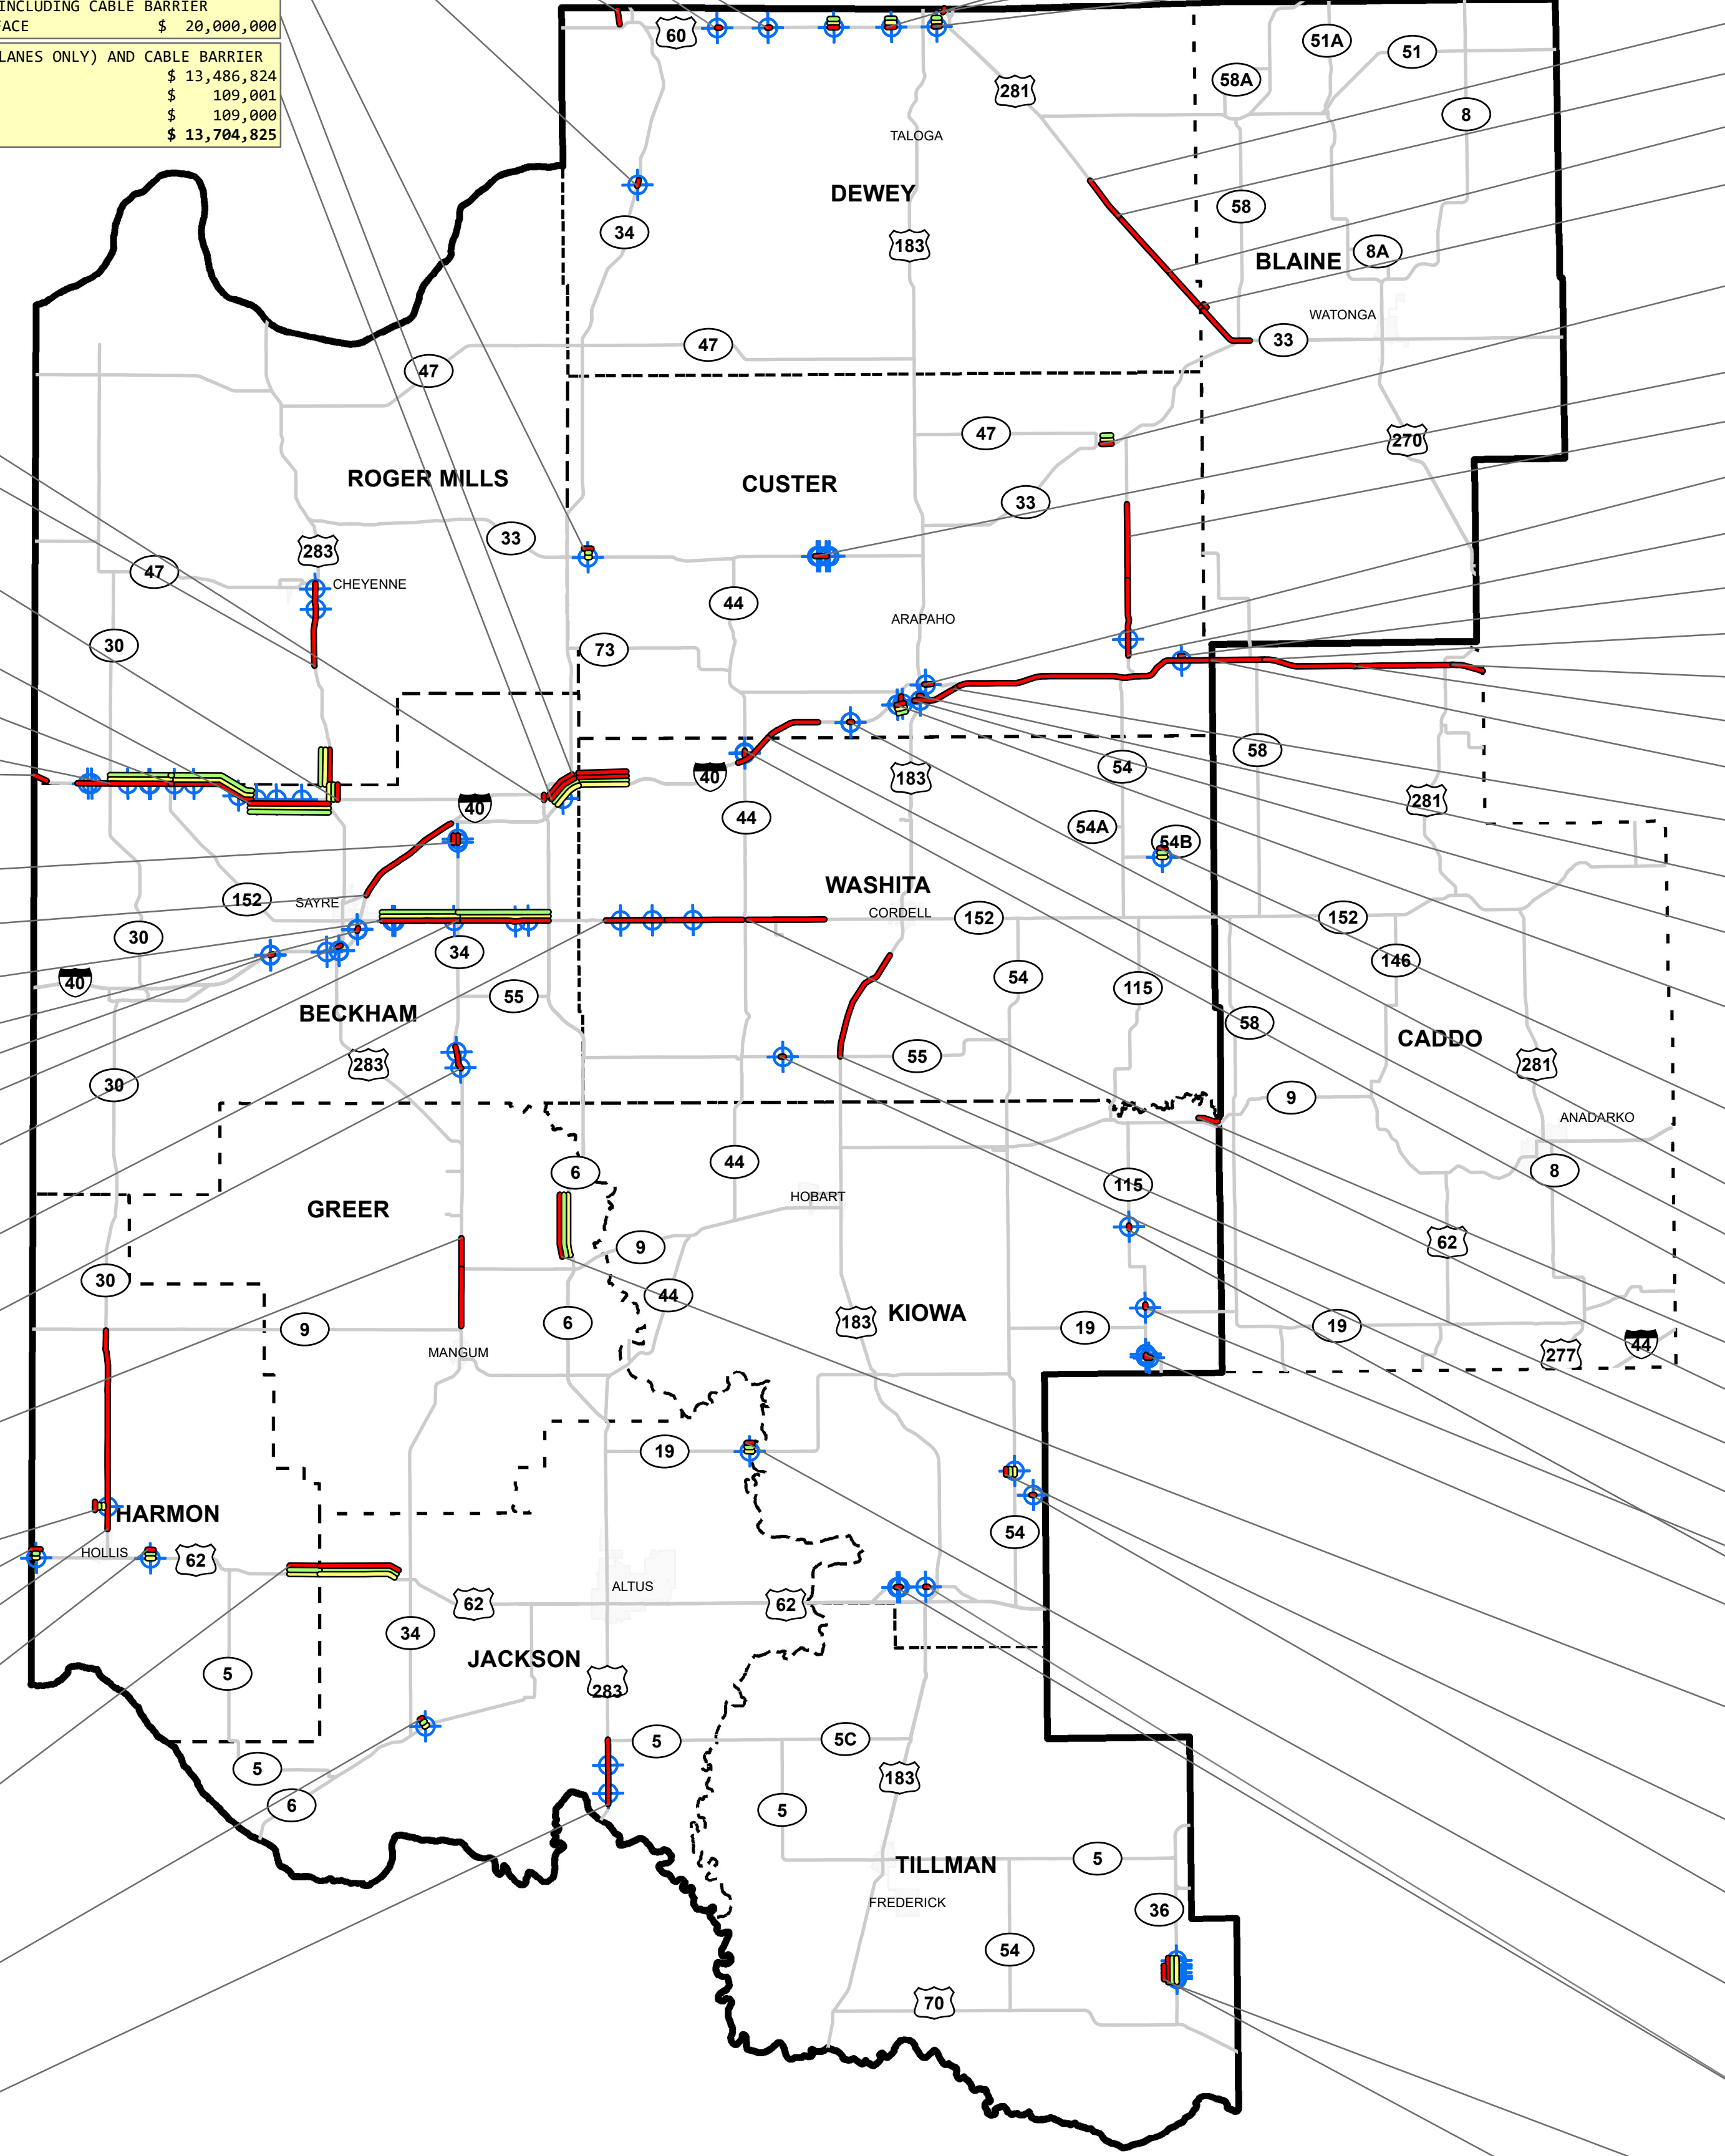 INCLUDING CABLE BARRIER
FACE $ 20,000,000
LANES ONLY) AND CABLE BARRIER
$ 13,486,824
$ 109,001
$ 109,000
$ 13,704,825
60
281
51A
51
58A
8
TALOGA
DEWEY
34
183
58
8A
BLAINE
WATONGA
33
47
47
47
270
ROGER MILLS
CUSTER
33
33
283
47
CHEYENNE
44
ARAPAHO
30
73
58
54
40
183
40
281
44
54A
54B
WASHITA
152
SAYRE
CORDELL
152
152
30
34
146
40
54
115
55
BECKHAM
58
CADDO
283
55
281
30
9
ANADARKO
44
6
8
115
HOBART
GREER
62
9
30
44
KIOWA
183
6
9
19
19
277
44
MANGUM
19
HARMON
54
HOLLIS
62
ALTUS
62
62
34
JACKSON
5
283
5
5C
5
183
6
5
TILLMAN
5
FREDERICK
36
54
70